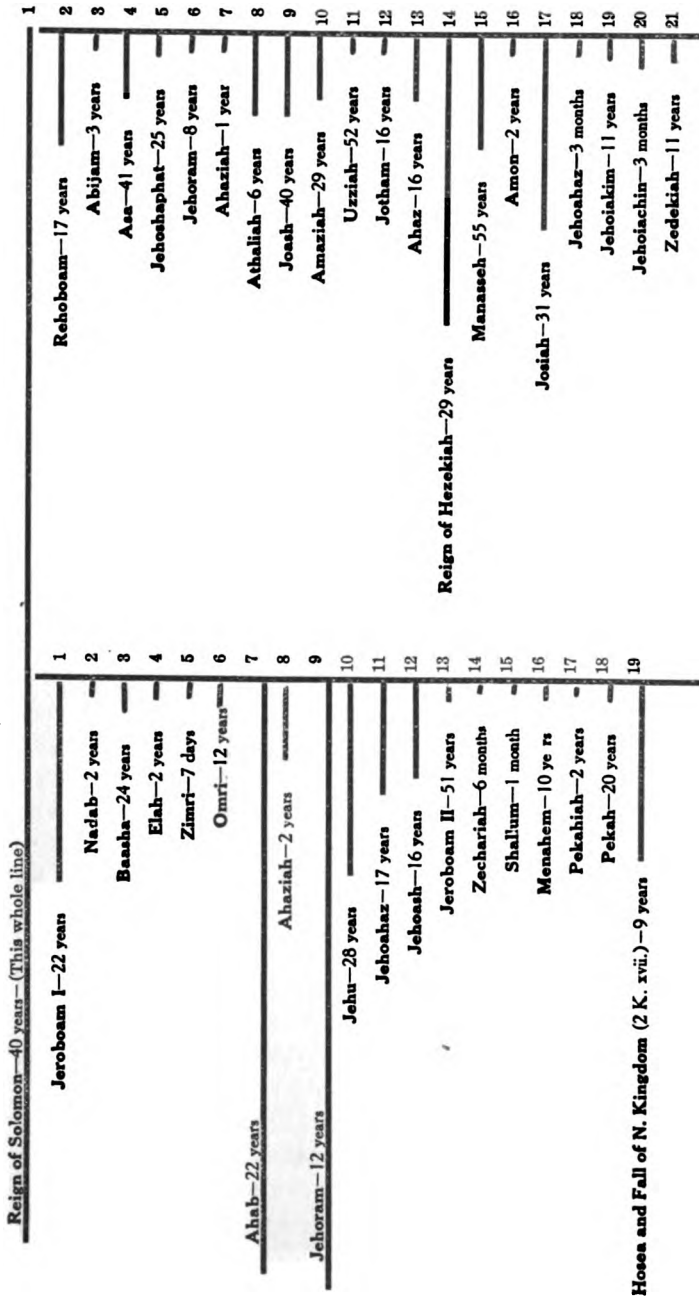 Reign of Solomon—40 years—(This whole line) 1
Jeroboam I—22 years 1
Nadab—2 years 2
Baasha—24 years 3
Elah—2 years 4
Zimri—7 days 5
Omri—12 years 6
Ahab—22 years 7
Ahaziah—2 years 8
Jehoram—12 years 9
Jehu—28 years 10
Jehoahaz—17 years 11
Jehoash—16 years 12
Jeroboam II—51 years 13
Zechariah—6 months 14
Shallum—1 month 15
Menahem—10 ye rs 16
Pekahiah—2 years 17
Pekah—20 years 18
Hosea and Fall of N. Kingdom (2 K. xvii.)—9 years 19
Rehoboam—17 years 2
Abijam—3 years 3
Asa—41 years 4
Jehoshaphat—25 years 5
Jehoram—8 years 6
Ahaziah—1 year 7
Athaliah—6 years 8
Joash—40 years 9
Amaziah—29 years 10
Uzziah—52 years 11
Jotham—16 years 12
Ahaz—16 years 13
Reign of Hezekiah—29 years 14
Manasseh—55 years 15
Amon—2 years 16
Josiah—31 years 17
Jehoahaz—3 months 18
Jehoiakim—11 years 19
Jehoiachin—3 months 20
Zedekiah—11 years 21